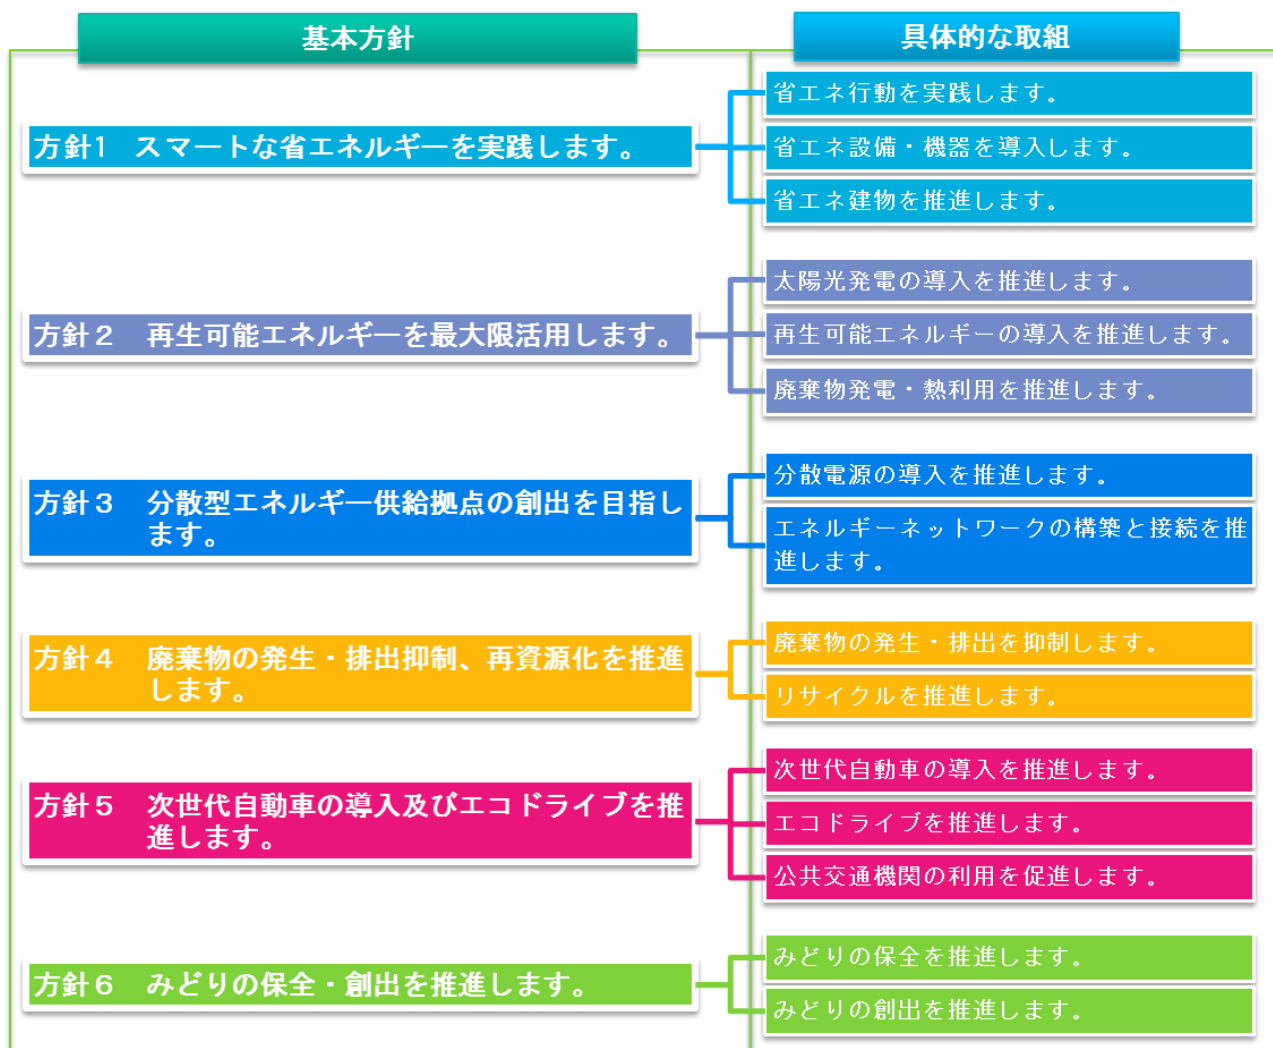 基本方針
具体的な取組
方針1 スマートな省エネルギーを実践します。
省エネ行動を実践します。
省エネ設備・機器を導入します。
省エネ建物を推進します。
方針２ 再生可能エネルギーを最大限活用します。
太陽光発電の導入を推進します。
再生可能エネルギーの導入を推進します。
廃棄物発電・熱利用を推進します。
方針３ 分散型エネルギー供給拠点の創出を目指し
ます。
分散電源の導入を推進します。
エネルギーネットワークの構築と接続を推
進します。
方針４ 廃棄物の発生・排出抑制、再資源化を推進
します。
廃棄物の発生・排出を抑制します。
リサイクルを推進します。
方針５ 次世代自動車の導入及びエコドライブを推
進します。
次世代自動車の導入を推進します。
エコドライブを推進します。
公共交通機関の利用を促進します。
方針６ みどりの保全・創出を推進します。
みどりの保全を推進します。
みどりの創出を推進します。